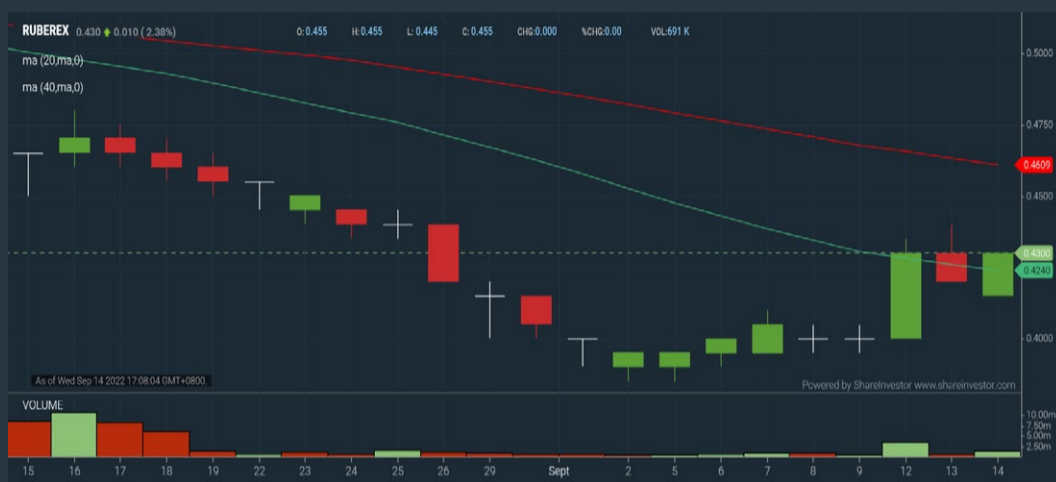 RUBEREX 0.430 0.010 ( 2.38%) O: 0.455 H: 0.455 L: 0.445 C: 0.455 CHG:0.000 %CHG:0.00 VOL:691 K
ma (20,ma,0)
ma (40,ma,0)
0.5000
0.4750
0.4609
0.4500
0.4300
0.4240
0.4000
As of Wed Sep 14 2022 17:08:04 GMT+0800.
Powered by ShareInvestor www.shareinvestor.com
VOLUME
10.00m
7.50m
5.00m
2.50m
15 16 17 18 19 22 23 24 25 26 29 Sept 2 5 6 7 8 9 12 13 14